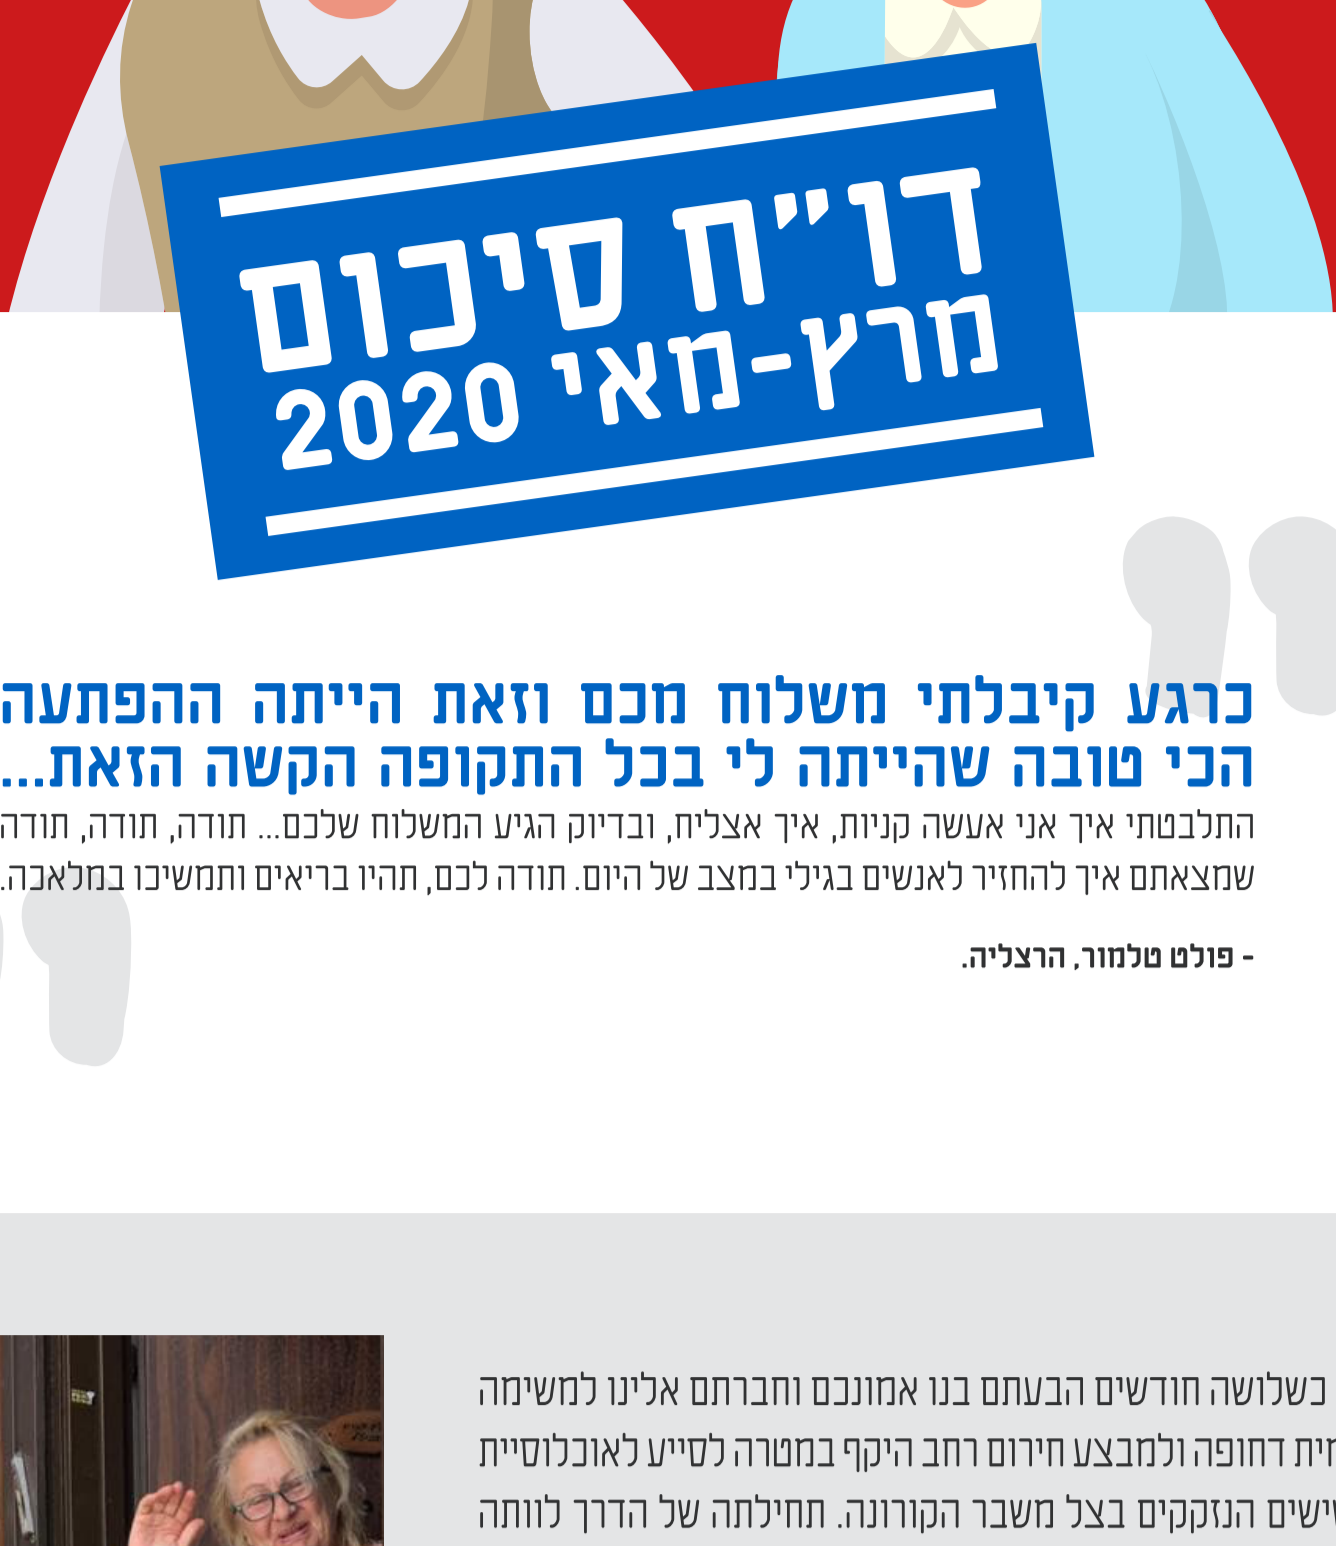 דו״ח סיכום
מרץ-מאי 2020
כרגע קיבלתי משלוח מכם וזאת הייתה ההפתעה
הכי טובה שהייתה לי בכל התקופה הקשה הזאת...
התלבטתי איך אני אעשה קניות, איך אצליח, ובדיוק הגיע המשלוח שלכם... תודה, תודה, תודה
שמצאתם איך להחזיר לאנשים בגילי במצב של היום. תודה לכם, תהיו בריאים ותמשיכו במלאכה.
- פולט טלמור, הרצליה.
כשלושה חודשים הבעתם בנו אמונכם וחברתם אלינו למשימה
דחופה ולמבצע חירום רחב היקף במטרה לסייע לאוכלוסיית
הנזקקים בצל משבר הקורונה. תחילתה של הדרך לוותה